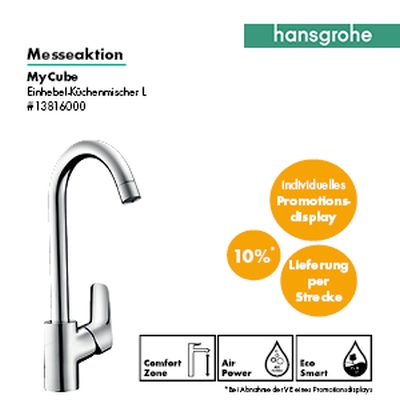 hansgrohe
Messeaktion
MyCube
Einhebel-Küchenmischer L
#13816000
individuelles
Promotions-
display
10%*
Lieferung
per
Strecke
Comfort
Zone
Air
Power
Eco
Smart
*Bei Abnahme der VE eines Promotionsdisplays